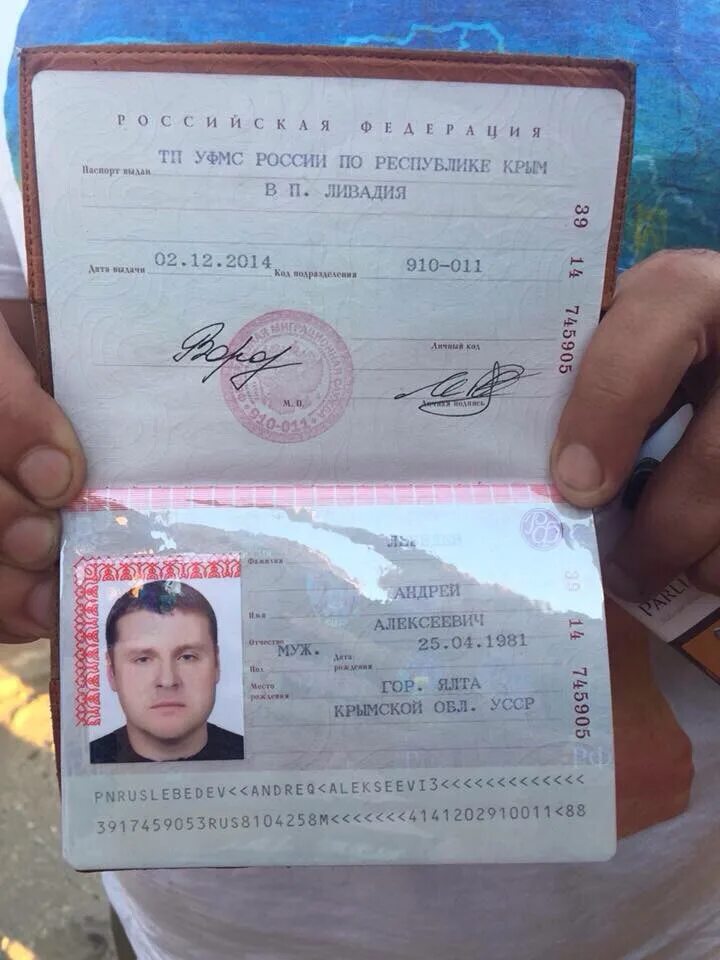 РОССИЙСКАЯ ФЕДЕРАЦИЯ
Паспорт выдан ТП УФМС РОССИИ ПО РЕСПУБЛИКЕ КРЫМ
В П. ЛИВАДИЯ
Дата выдачи 02.12.2014 Код подразделения 910-011
39 14 745905
Личный код
М. П.
910-011
Личная подпись
Фамилия
Имя АНДРЕЙ
Отчество АЛЕКСЕЕВИЧ
Пол МУЖ. Дата рождения 25.04.1981
Место рождения ГОР. ЯЛТА
КРЫМСКОЙ ОБЛ. УССР
39 14 745905
PNRUSLEBEDEV<<ANDREQ<ALEKSEEVI3<<<<<<<<<<<<<
3917459053RUS8104258M<<<<<<<4141202910011<88